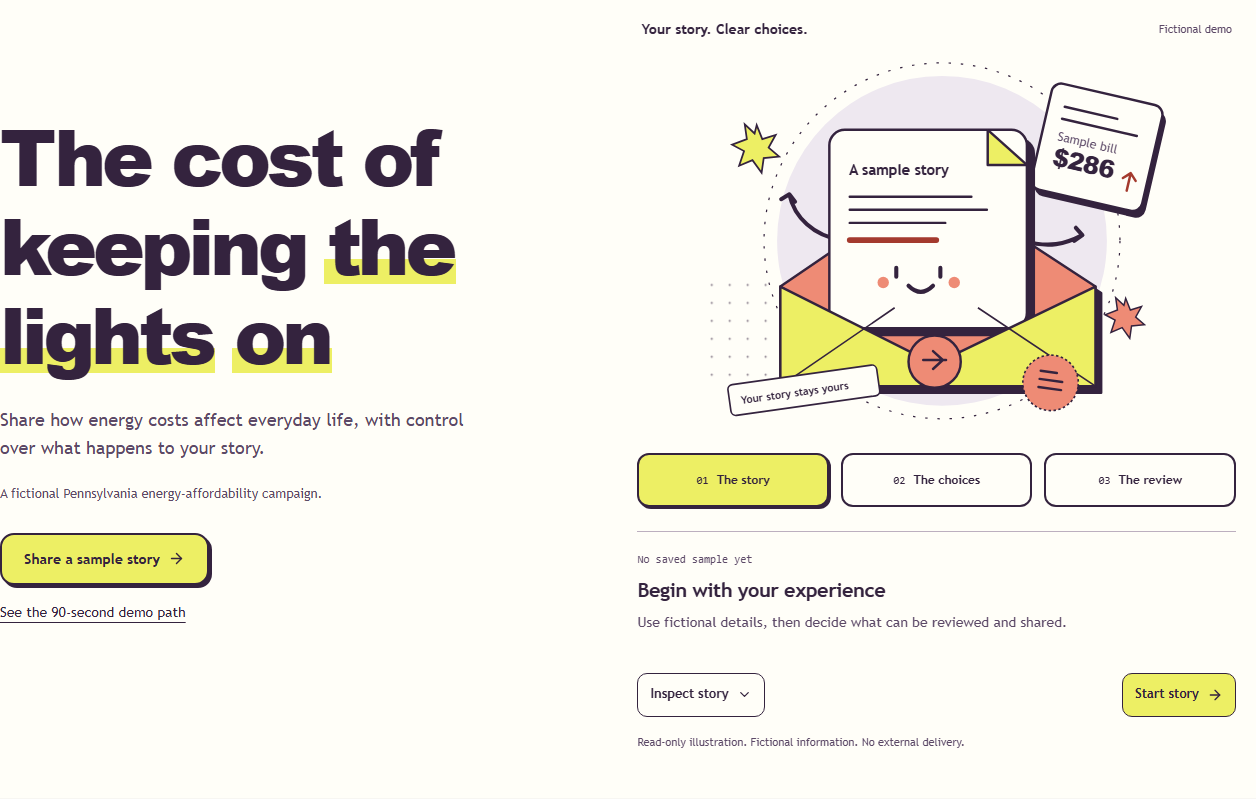 The cost of
keeping the
lights on
Share how energy costs affect everyday life, with control
over what happens to your story.
A fictional Pennsylvania energy-affordability campaign.
Share a sample story
See the 90-second demo path
Your story. Clear choices.
Fictional demo
A sample story
Sample bill
$286
Your story stays yours
01 The story
02 The choices
03 The review
No saved sample yet
Begin with your experience
Use fictional details, then decide what can be reviewed and shared.
Inspect story
Start story
Read-only illustration. Fictional information. No external delivery.